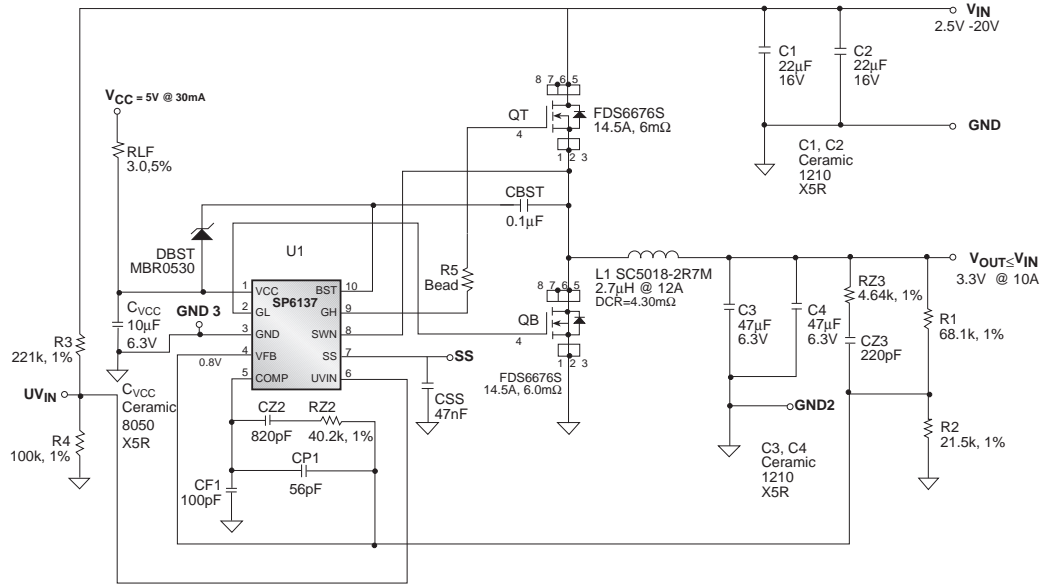 VIN
2.5V -20V
C1
22µF
16V
C2
22µF
16V
GND
C1, C2
Ceramic
1210
X5R
VCC = 5V @ 30mA
RLF
3.0,5%
8 7 6 5
QT
4
FDS6676S
14.5A, 6mΩ
1 2 3
CBST
0.1µF
DBST
MBR0530
U1
R5
Bead
L1 SC5018-2R7M
2.7µH @ 12A
DCR=4.30mΩ
VOUT≤VIN
3.3V @ 10A
1 VCC
2 GL
3 GND
4 VFB
5 COMP
SP6137
BST 10
GH 9
SWN 8
SS 7
UVIN 6
0.8V
CVCC
10µF
6.3V
GND 3
R3
221k, 1%
UVIN
R4
100k, 1%
CVCC
Ceramic
8050
X5R
SS
CSS
47nF
8 7 6 5
QB
4
1 2 3
FDS6676S
14.5A, 6.0mΩ
C3
47µF
6.3V
C4
47µF
6.3V
RZ3
4.64k, 1%
CZ3
220pF
R1
68.1k, 1%
R2
21.5k, 1%
GND2
C3, C4
Ceramic
1210
X5R
CZ2
820pF
RZ2
40.2k, 1%
CP1
56pF
CF1
100pF